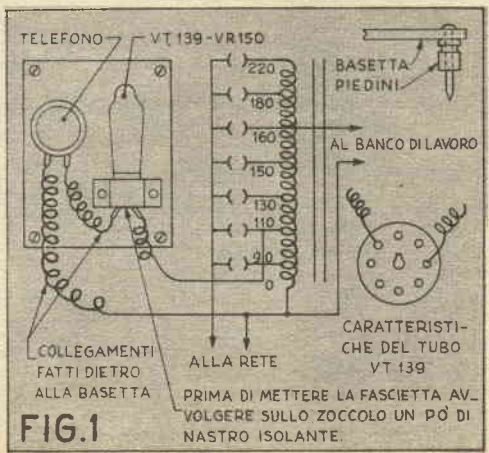 TELEFONO
VT 139-VR150
BASETTA
PIEDINI
220
180
160
150
130
110
90
0
AL BANCO DI LAVORO
COLLEGAMENTI
FATTI DIETRO
ALLA BASETTA
ALLA RETE
CARATTERISTI-
CHE DEL TUBO
VT 139
PRIMA DI METTERE LA FASCIETTA AV_
VOLGERE SULLO ZOCCOLO UN PO' DI
NASTRO ISOLANTE.
FIG.1